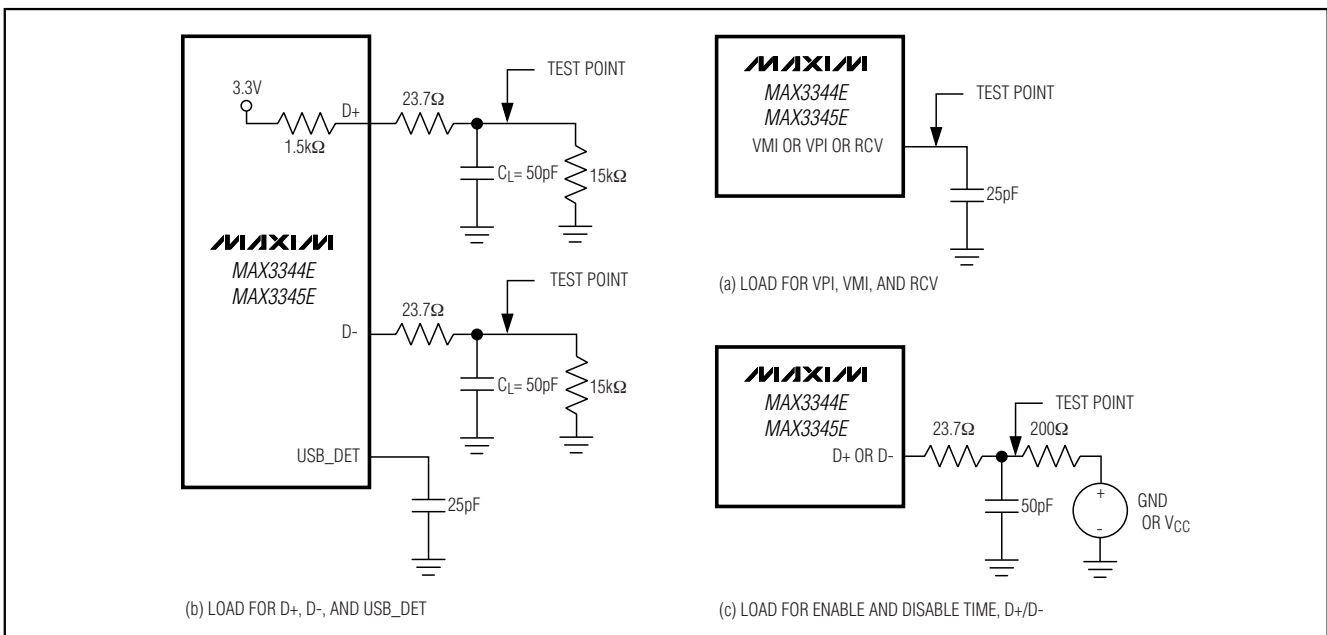 3.3V
1.5kΩ
D+
23.7Ω
TEST POINT
CL= 50pF
15kΩ
MAXIM
MAX3344E
MAX3345E
D-
23.7Ω
TEST POINT
CL= 50pF
15kΩ
USB_DET
25pF
(b) LOAD FOR D+, D-, AND USB_DET
MAXIM
MAX3344E
MAX3345E
VMI OR VPI OR RCV
TEST POINT
25pF
(a) LOAD FOR VPI, VMI, AND RCV
MAXIM
MAX3344E
MAX3345E
D+ OR D-
23.7Ω
TEST POINT
200Ω
50pF
+
-
GND
OR VCC
(c) LOAD FOR ENABLE AND DISABLE TIME, D+/D-